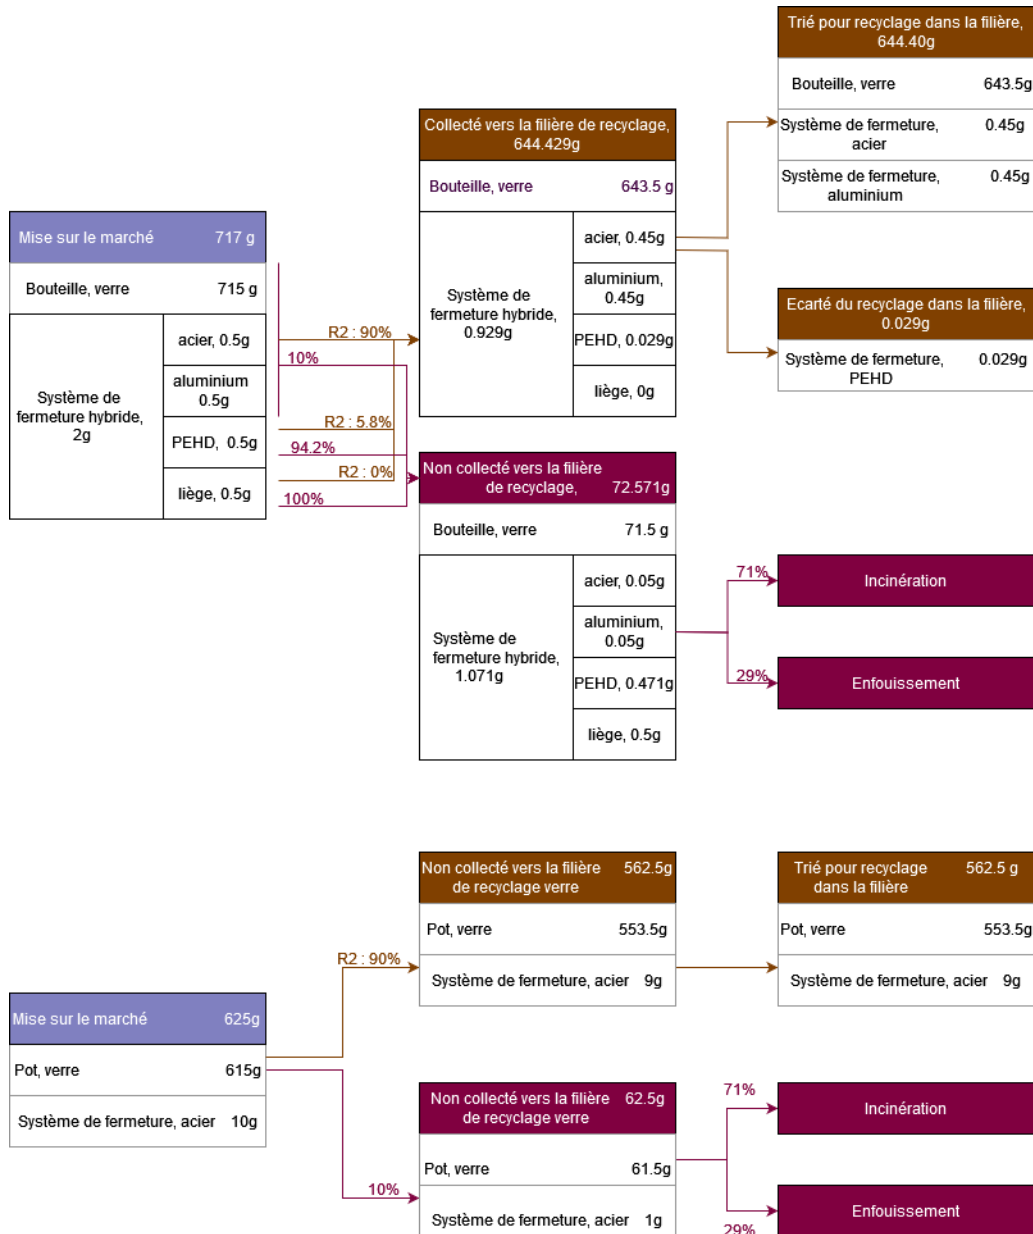 Trié pour recyclage dans la filière,
644.40g
Bouteille, verre 643.5g
Système de fermeture, 0.45g
acier
Système de fermeture, 0.45g
aluminium
Collecté vers la filière de recyclage,
644.429g
Bouteille, verre 643.5 g
Système de
fermeture hybride,
0.929g
acier, 0.45g
aluminium,
0.45g
PEHD, 0.029g
liège, 0g
Mise sur le marché 717 g
Bouteille, verre 715 g
Système de
fermeture hybride,
2g
acier, 0.5g
aluminium
0.5g
PEHD, 0.5g
liège, 0.5g
R2 : 90%
10%
R2 : 5.8%
94.2%
R2 : 0%
100%
Ecarté du recyclage dans la filière,
0.029g
Système de fermeture, 0.029g
PEHD
Non collecté vers la filière
de recyclage, 72.571g
Bouteille, verre 71.5 g
Système de
fermeture hybride,
1.071g
acier, 0.05g
aluminium,
0.05g
PEHD, 0.471g
liège, 0.5g
71%
Incinération
29%
Enfouissement
Non collecté vers la filière 562.5g
de recyclage verre
Pot, verre 553.5g
Système de fermeture, acier 9g
Trié pour recyclage 562.5 g
dans la filière
Pot, verre 553.5g
Système de fermeture, acier 9g
R2 : 90%
Mise sur le marché 625g
Pot, verre 615g
Système de fermeture, acier 10g
10%
Non collecté vers la filière 62.5g
de recyclage verre
Pot, verre 61.5g
Système de fermeture, acier 1g
71%
Incinération
Enfouissement
29%